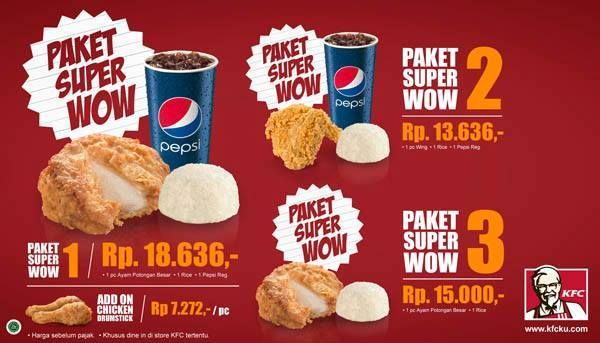 PAKET
SUPER
WOW
pepsi
PAKET
SUPER
WOW
1
Rp. 18.636,-
• 1 pc Ayam Potongan Besar • 1 Rice • 1 Pepsi Reg.
ADD ON
CHICKEN
DRUMSTICK
Rp 7.272,- / pc
• Harga sebelum pajak. • Khusus dine in di store KFC tertentu.
PAKET
SUPER
WOW
pepsi
PAKET
SUPER
WOW
2
Rp. 13.636,-
• 1 pc Wing • 1 Rice • 1 Pepsi Reg
PAKET
SUPER
WOW
PAKET
SUPER
WOW
3
Rp. 15.000,-
• 1 pc Ayam Potongan Besar • 1 Rice
KFC
www.kfcku.com